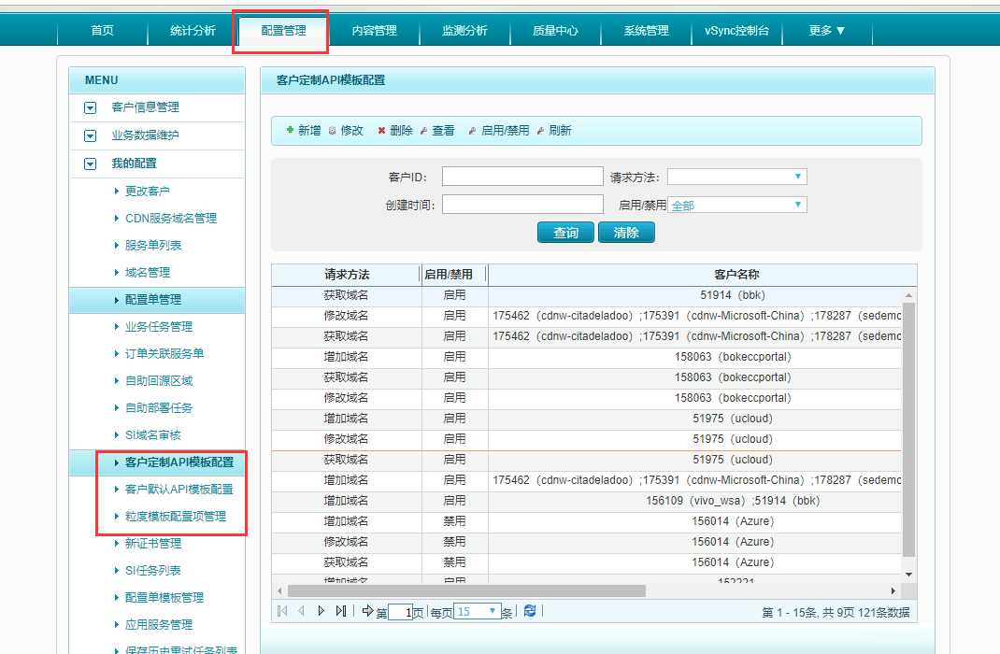 首页 统计分析 配置管理 内容管理 监测分析 质量中心 系统管理 vSync控制台 更多 ▼
MENU
客户信息管理
业务数据维护
我的配置
更改客户
CDN服务域名管理
服务单列表
域名管理
配置单管理
业务任务管理
订单关联服务单
自助回源区域
自助部署任务
SI域名审核
客户定制API模板配置
客户默认API模板配置
粒度模板配置项管理
新证书管理
SI任务列表
配置单模板管理
应用服务管理
保存历史重试任务列表
客户定制API模板配置
新增 修改 删除 查看 启用/禁用 刷新
客户ID: 请求方法:
创建时间: 启用/禁用 全部
查询 清除
请求方法 启用/禁用 客户名称
获取域名 启用 51914（bbk）
修改域名 启用 175462（cdnw-citadeladoo）;175391（cdnw-Microsoft-China）;178287（sedemo
获取域名 启用 175462（cdnw-citadeladoo）;175391（cdnw-Microsoft-China）;178287（sedemo
增加域名 启用 158063（bokeccportal）
获取域名 启用 158063（bokeccportal）
修改域名 启用 158063（bokeccportal）
增加域名 启用 51975（ucloud）
修改域名 启用 51975（ucloud）
获取域名 启用 51975（ucloud）
增加域名 启用 175462（cdnw-citadeladoo）;175391（cdnw-Microsoft-China）;178287（sedemo
增加域名 启用 156109（vivo_wsa）;51914（bbk）
增加域名 禁用 156014（Azure）
修改域名 禁用 156014（Azure）
获取域名 禁用 156014（Azure）
增加域名 启用 152221
第 1 页 每页 15 条 第 1 - 15条, 共 9页 121条数据